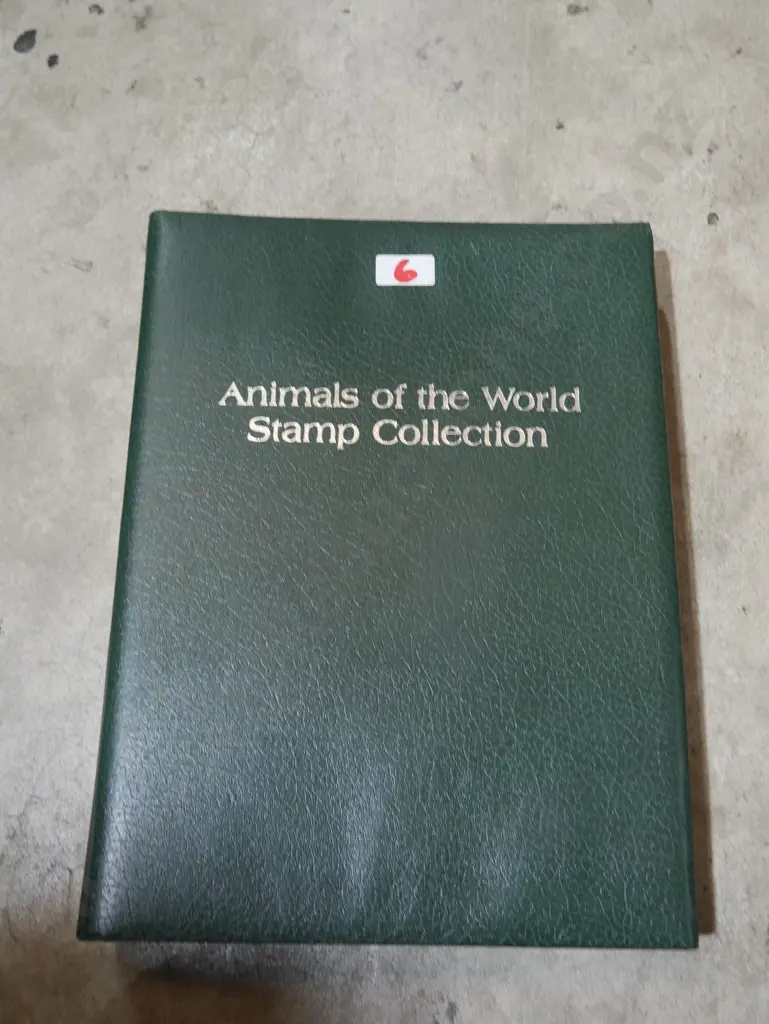 6
Animals of the World
Stamp Collection